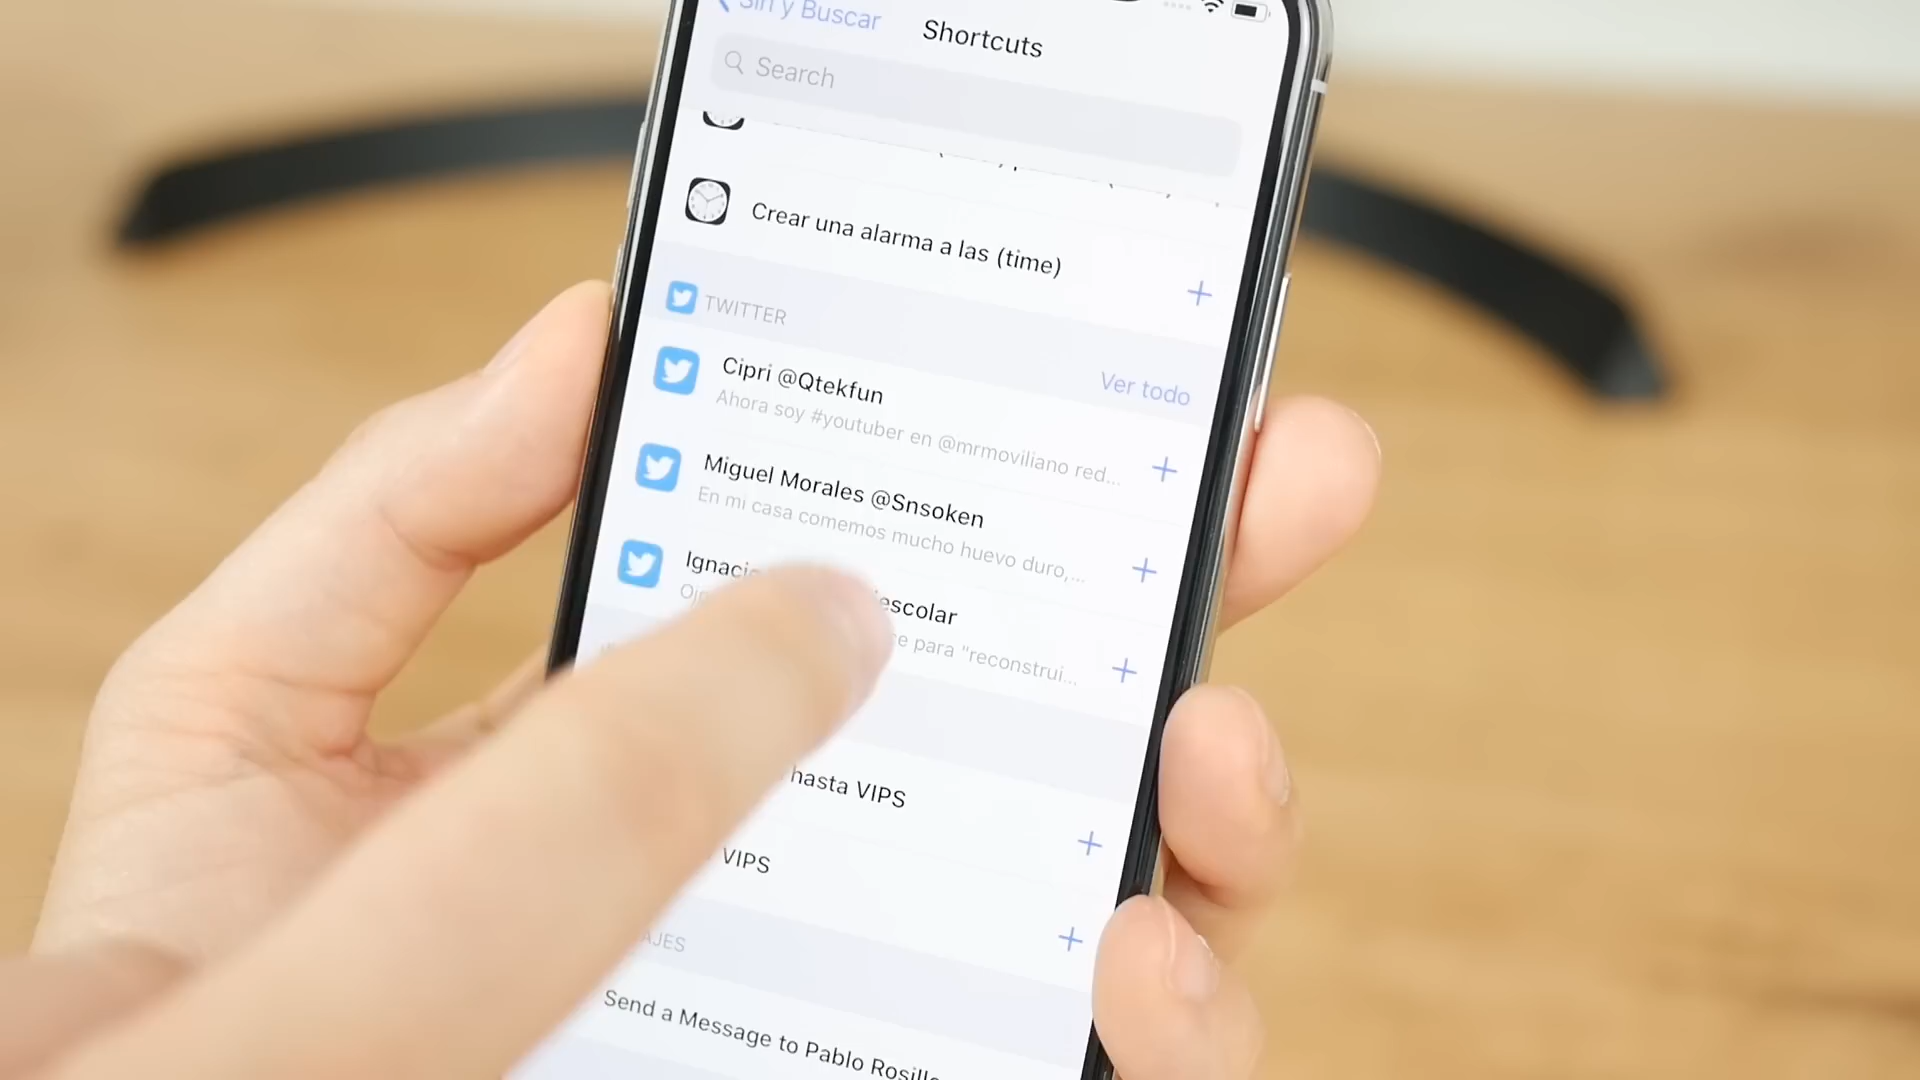 Siri y Buscar
Shortcuts
Search
Crear una alarma a las (time)
TWITTER
Ver todo
Cipri @Qtekfun
Ahora soy #youtuber en @mrmoviliano red...
Miguel Morales @Snsoken
En mi casa comemos mucho huevo duro,...
escolar
para "reconstrui...
hasta VIPS
VIPS
Send a Message to Pablo